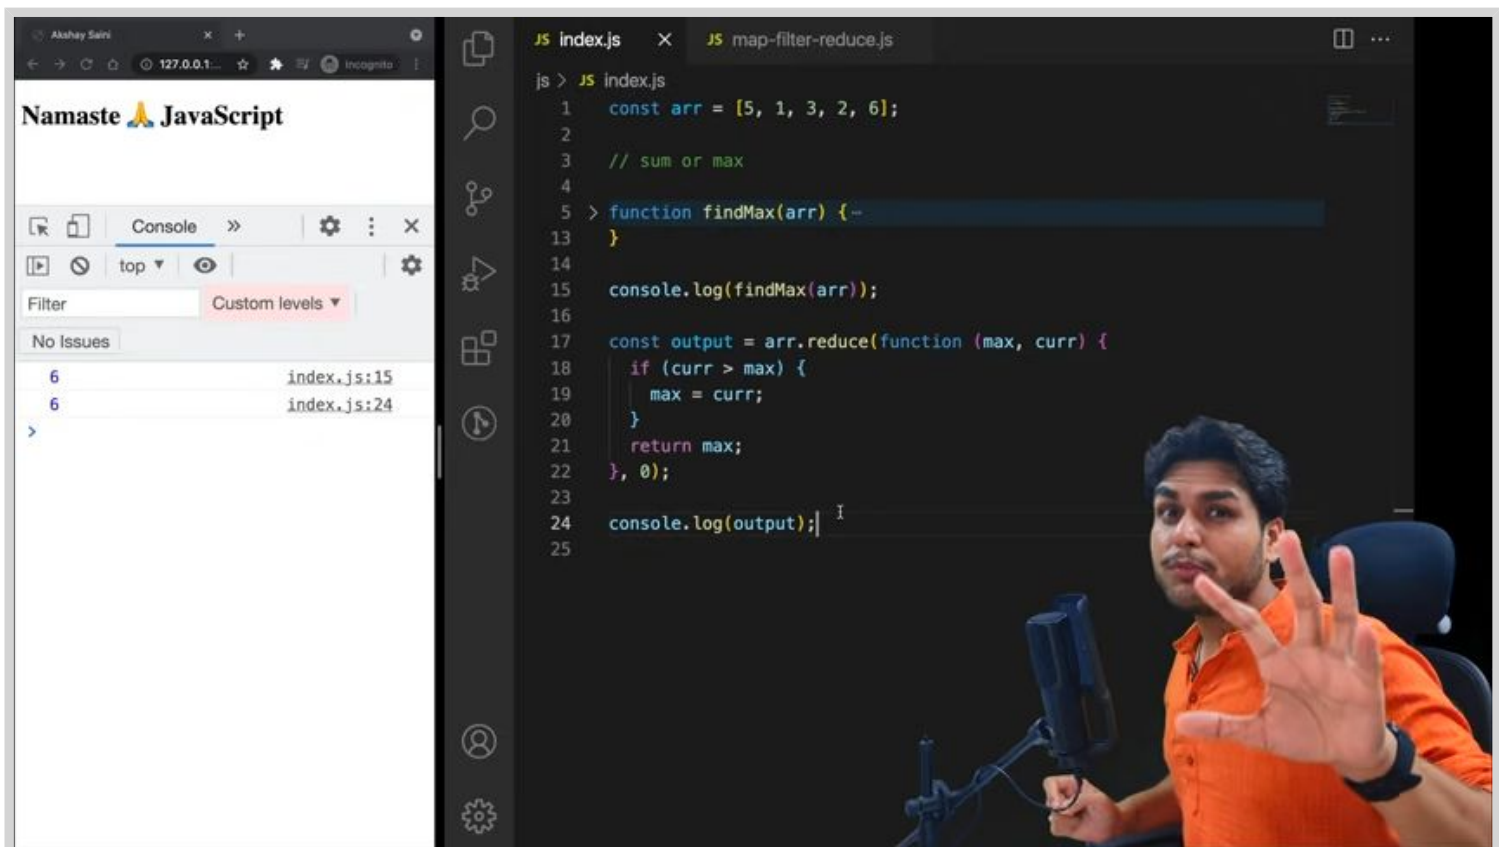 Akshay Saini
127.0.0.1...
Incognito
Namaste 🙏 JavaScript
Console
top
Filter
Custom levels
No Issues
6 index.js:15
6 index.js:24
>
JS index.js
JS map-filter-reduce.js
js > JS index.js
1 const arr = [5, 1, 3, 2, 6];
2
3 // sum or max
4
5 > function findMax(arr) {⋯
13 }
14
15 console.log(findMax(arr));
16
17 const output = arr.reduce(function (max, curr) {
18 if (curr > max) {
19 max = curr;
20 }
21 return max;
22 }, 0);
23
24 console.log(output);
25